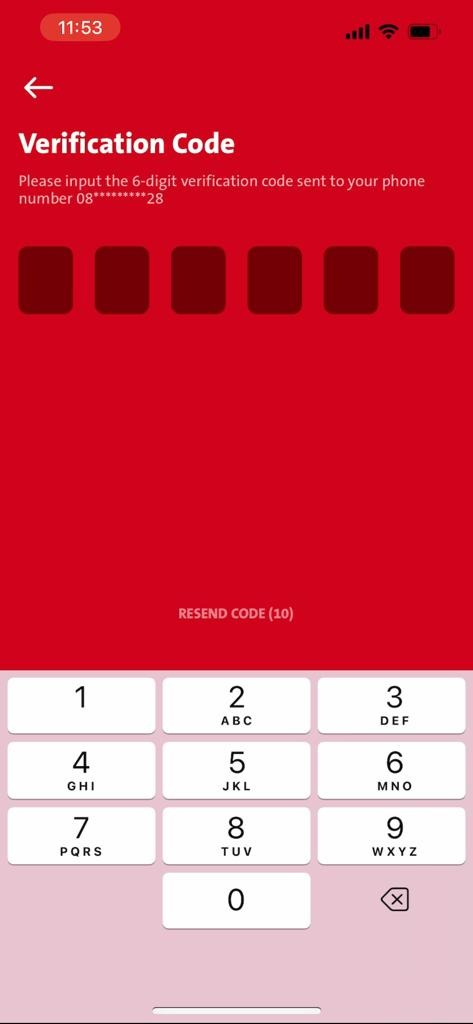 11:53
Verification Code
Please input the 6-digit verification code sent to your phone
number 08*********28
RESEND CODE (10)
1
2
ABC
3
DEF
4
GHI
5
JKL
6
MNO
7
PQRS
8
TUV
9
WXYZ
0